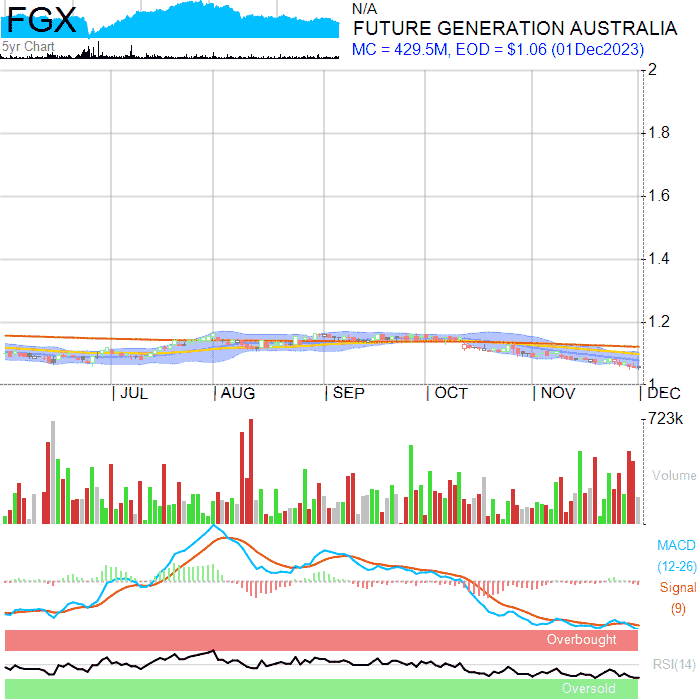 FGX
N/A
FUTURE GENERATION AUSTRALIA
5yr Chart
MC = 429.5M, EOD = $1.06 (01Dec2023)
2
1.8
1.6
1.4
1.2
1
JUL AUG SEP OCT NOV DEC
723k
Volume
MACD
(12-26)
Signal
(9)
Overbought
RSI(14)
Oversold